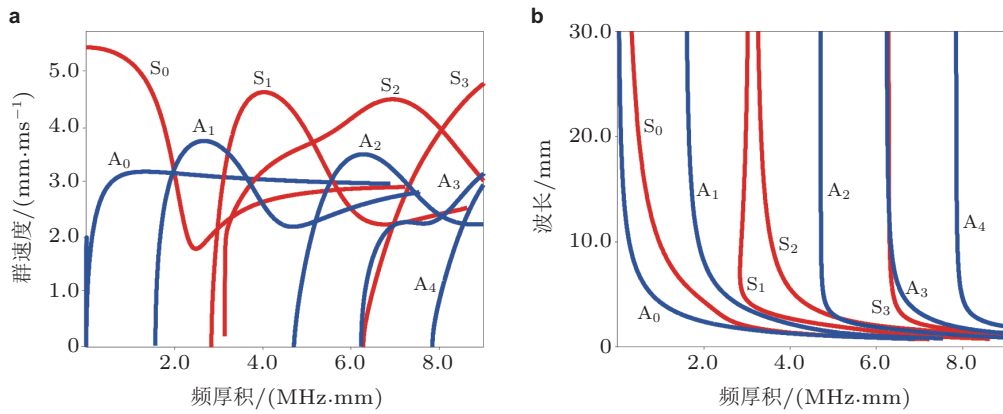 a
5.0
4.0
3.0
2.0
1.0
0
2.0
4.0
6.0
8.0
群速度/(mm·ms⁻¹)
频厚积/(MHz·mm)
S₀
S₁
S₂
S₃
A₀
A₁
A₂
A₃
A₄
b
30.0
20.0
10.0
0
2.0
4.0
6.0
8.0
波长/mm
频厚积/(MHz·mm)
S₀
A₁
A₂
A₄
S₂
S₁
A₀
S₃
A₃